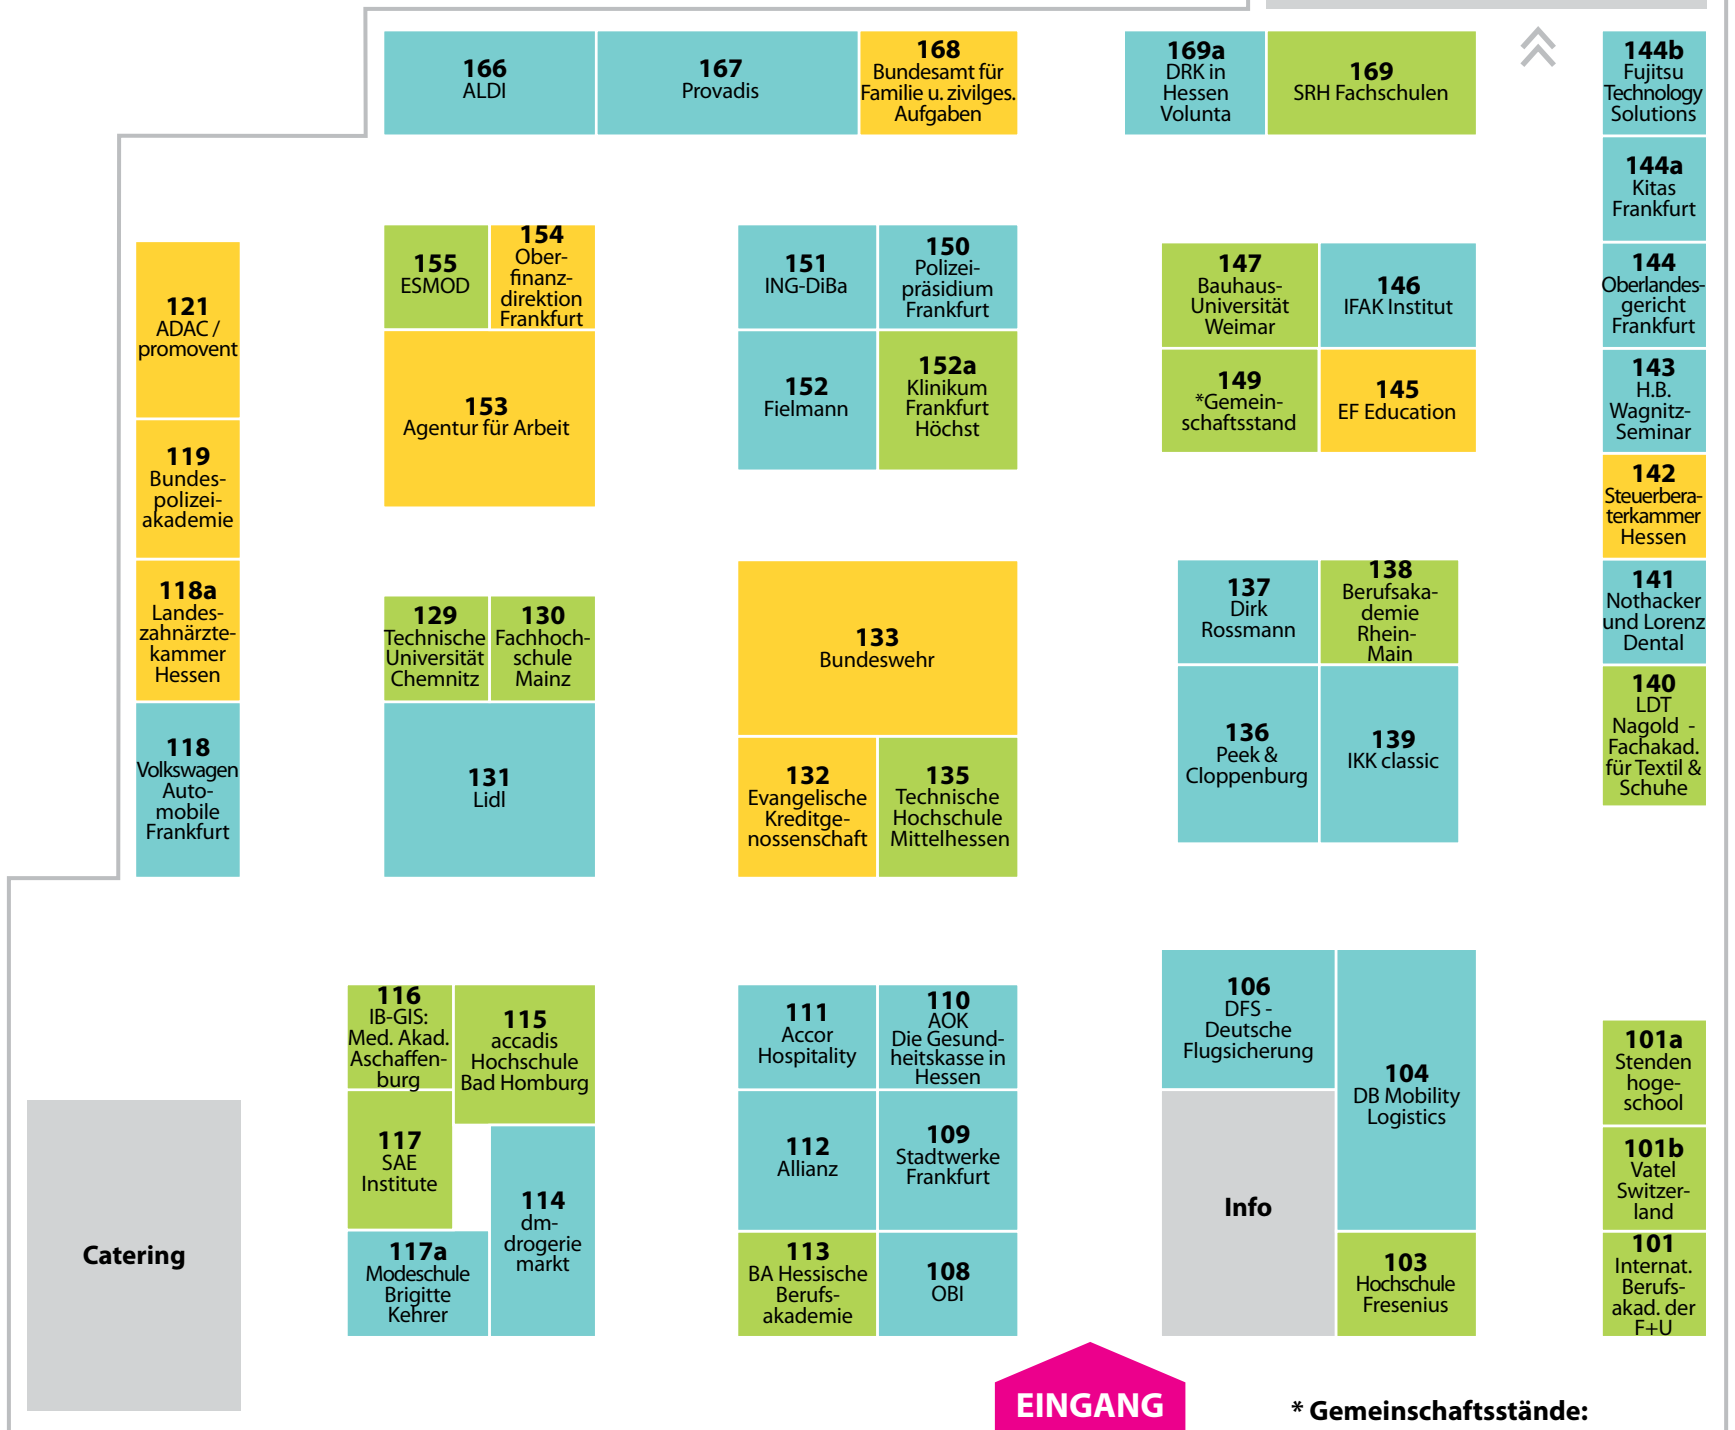 166
ALDI
167
Provadis
168
Bundesamt für
Familie u. zivilges.
Aufgaben
169a
DRK in
Hessen
Volunta
169
SRH Fachschulen
144b
Fujitsu
Technology
Solutions
144a
Kitas
Frankfurt
144
Oberlandes-
gericht
Frankfurt
143
H.B.
Wagnitz-
Seminar
142
Steuerbera-
terkammer
Hessen
141
Nothacker
und Lorenz
Dental
140
LDT
Nagold -
Fachakad.
für Textil &
Schuhe
121
ADAC /
promovent
119
Bundes-
polizei-
akademie
118a
Landes-
zahnärzte-
kammer
Hessen
118
Volkswagen
Auto-
mobile
Frankfurt
155
ESMOD
154
Ober-
finanz-
direktion
Frankfurt
153
Agentur für Arbeit
151
ING-DiBa
150
Polizei-
präsidium
Frankfurt
152
Fielmann
152a
Klinikum
Frankfurt
Höchst
147
Bauhaus-
Universität
Weimar
146
IFAK Institut
149
*Gemein-
schaftsstand
145
EF Education
129
Technische
Universität
Chemnitz
130
Fachhoch-
schule
Mainz
131
Lidl
133
Bundeswehr
132
Evangelische
Kreditge-
nossenschaft
135
Technische
Hochschule
Mittelhessen
137
Dirk
Rossmann
138
Berufsaka-
demie
Rhein-
Main
136
Peek &
Cloppenburg
139
IKK classic
116
IB-GIS:
Med. Akad.
Aschaffen-
burg
115
accadis
Hochschule
Bad Homburg
117
SAE
Institute
114
dm-
drogerie
markt
117a
Modeschule
Brigitte
Kehrer
111
Accor
Hospitality
110
AOK
Die Gesund-
heitskasse in
Hessen
112
Allianz
109
Stadtwerke
Frankfurt
113
BA Hessische
Berufs-
akademie
108
OBI
106
DFS -
Deutsche
Flugsicherung
104
DB Mobility
Logistics
Info
103
Hochschule
Fresenius
101a
Stenden
hoge-
school
101b
Vatel
Switzer-
land
101
Internat.
Berufs-
akad. der
F+U
Catering
EINGANG
* Gemeinschaftsstände: